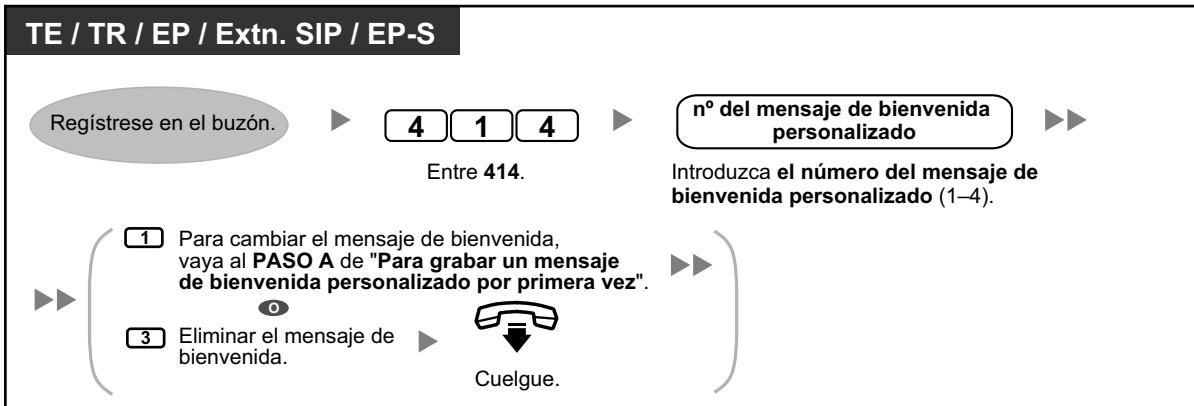 TE / TR / EP / Extn. SIP / EP-S
Regístrese en el buzón.
4 1 4
nº del mensaje de bienvenida
personalizado
Entre 414.
Introduzca el número del mensaje de
bienvenida personalizado (1–4).
1 Para cambiar el mensaje de bienvenida,
vaya al PASO A de "Para grabar un mensaje
de bienvenida personalizado por primera vez".
O
3 Eliminar el mensaje de
bienvenida.
Cuelgue.